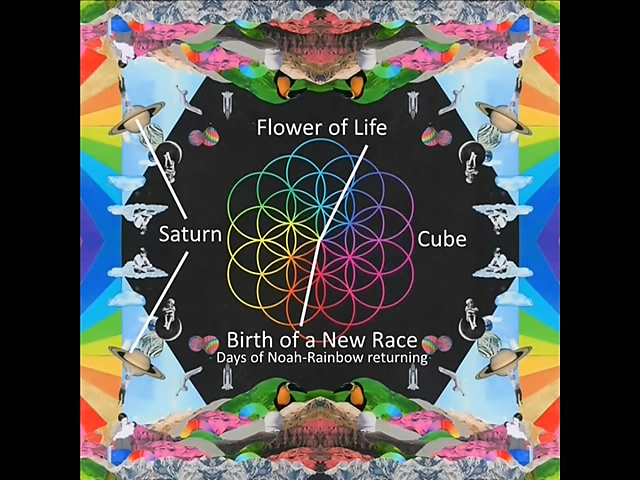 Flower of Life
Saturn
Cube
Birth of a New Race
Days of Noah-Rainbow returning